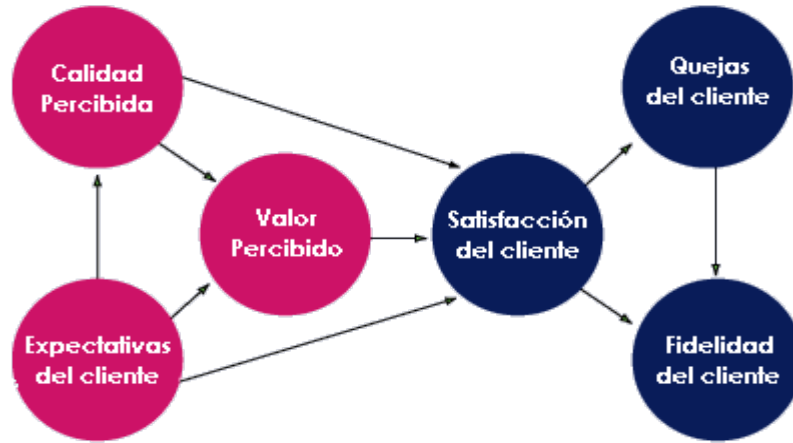 Calidad
Percibida
Quejas
del cliente
Valor
Percibido
Satisfacción
del cliente
Expectativas
del cliente
Fidelidad
del cliente